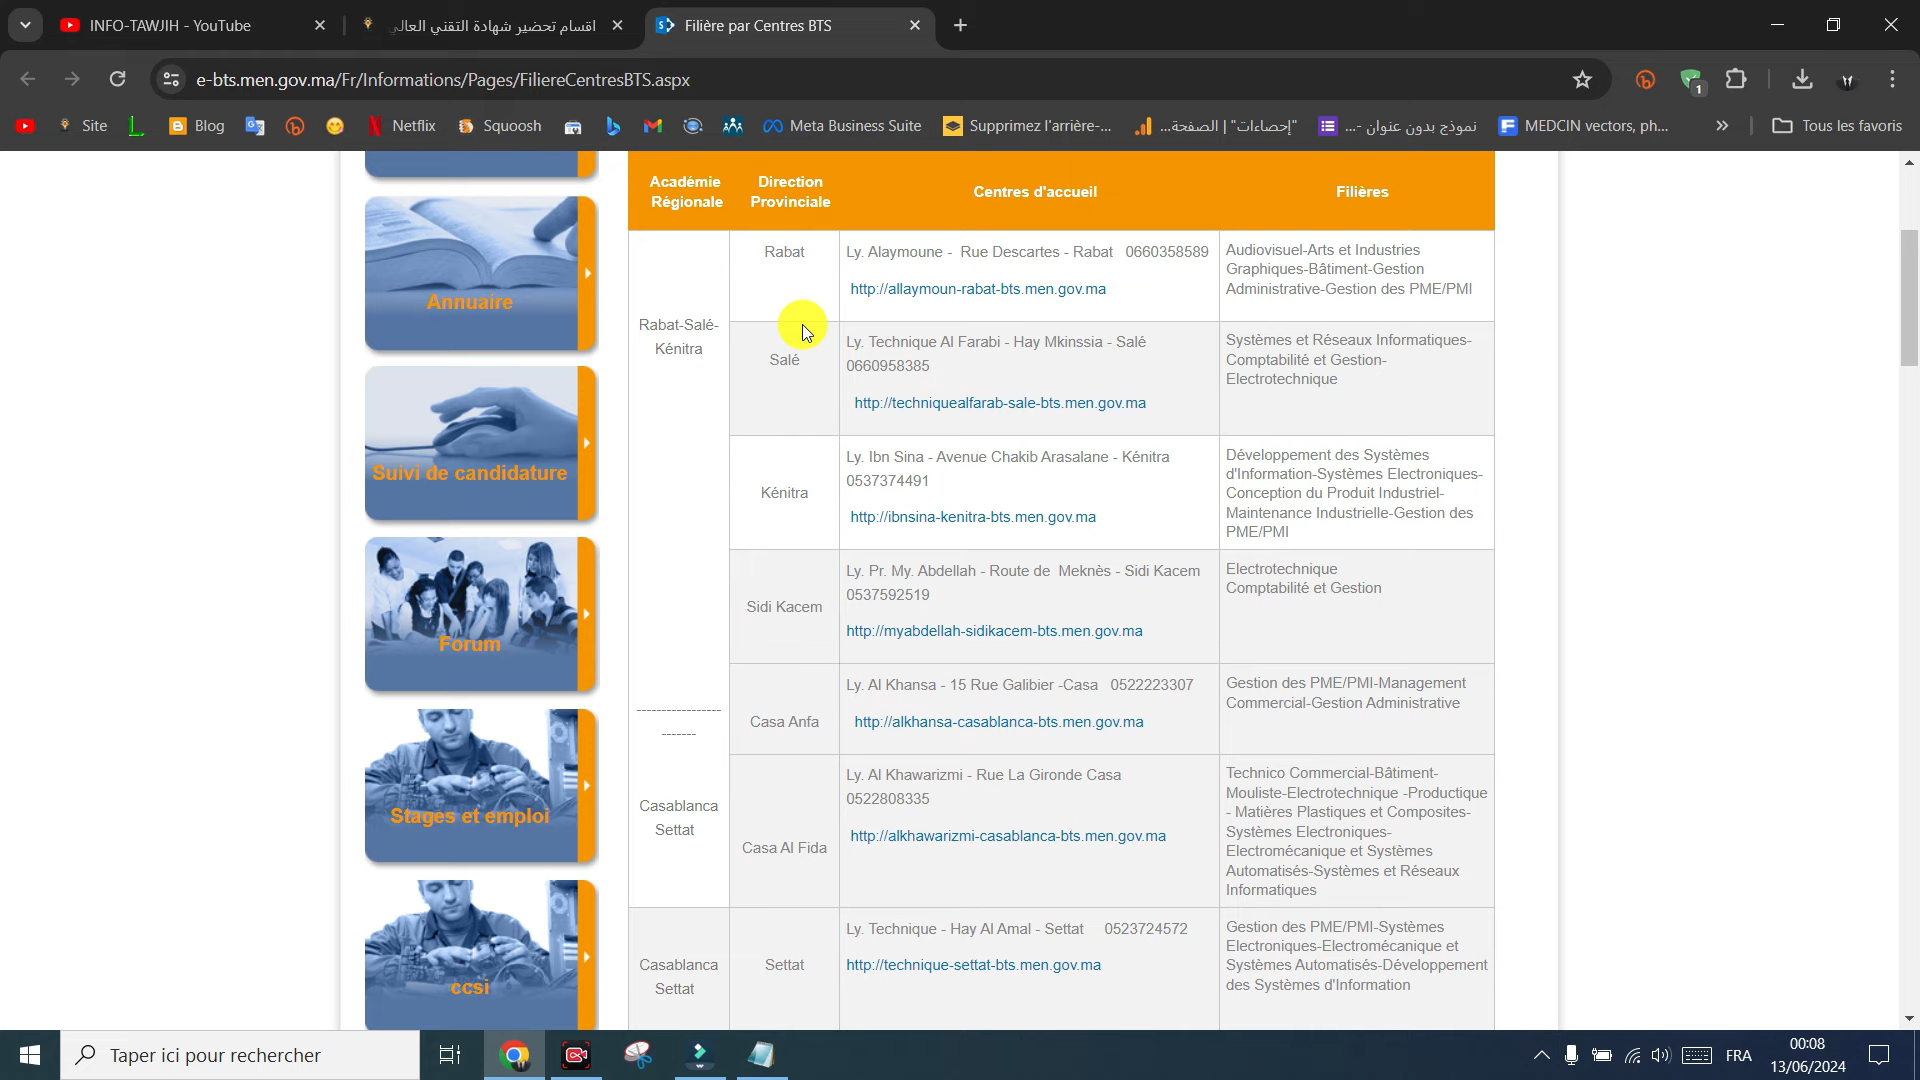 INFO-TAWJIH - YouTube
اقسام تحضير شهادة التقني العالي
Filière par Centres BTS
e-bts.men.gov.ma/Fr/Informations/Pages/FiliereCentresBTS.aspx
1
Site
Blog
Netflix
Squoosh
Meta Business Suite
Supprimez l'arrière-...
"إحصاءات" | الصفحة...
نموذج بدون عنوان -...
MEDCIN vectors, ph...
Tous les favoris
Annuaire
Suivi de candidature
Forum
Stages et emploi
ccsi
Académie Régionale
Direction Provinciale
Centres d'accueil
Filières
Rabat-Salé-
Kénitra
Rabat
Ly. Alaymoune - Rue Descartes - Rabat 0660358589
http://allaymoun-rabat-bts.men.gov.ma
Audiovisuel-Arts et Industries
Graphiques-Bâtiment-Gestion
Administrative-Gestion des PME/PMI
Salé
Ly. Technique Al Farabi - Hay Mkinssia - Salé
0660958385
http://techniquealfarab-sale-bts.men.gov.ma
Systèmes et Réseaux Informatiques-
Comptabilité et Gestion-
Electrotechnique
Kénitra
Ly. Ibn Sina - Avenue Chakib Arasalane - Kénitra
0537374491
http://ibnsina-kenitra-bts.men.gov.ma
Développement des Systèmes
d'Information-Systèmes Electroniques-
Conception du Produit Industriel-
Maintenance Industrielle-Gestion des
PME/PMI
Sidi Kacem
Ly. Pr. My. Abdellah - Route de Meknès - Sidi Kacem
0537592519
http://myabdellah-sidikacem-bts.men.gov.ma
Electrotechnique
Comptabilité et Gestion
-----------------
-------
Casablanca
Settat
Casa Anfa
Ly. Al Khansa - 15 Rue Galibier -Casa 0522223307
http://alkhansa-casablanca-bts.men.gov.ma
Gestion des PME/PMI-Management
Commercial-Gestion Administrative
Casa Al Fida
Ly. Al Khawarizmi - Rue La Gironde Casa
0522808335
http://alkhawarizmi-casablanca-bts.men.gov.ma
Technico Commercial-Bâtiment-
Mouliste-Electrotechnique -Productique
- Matières Plastiques et Composites-
Systèmes Electroniques-
Electromécanique et Systèmes
Automatisés-Systèmes et Réseaux
Informatiques
Casablanca
Settat
Settat
Ly. Technique - Hay Al Amal - Settat 0523724572
http://technique-settat-bts.men.gov.ma
Gestion des PME/PMI-Systèmes
Electroniques-Electromécanique et
Systèmes Automatisés-Développement
des Systèmes d'Information
Taper ici pour rechercher
FRA
00:08
13/06/2024